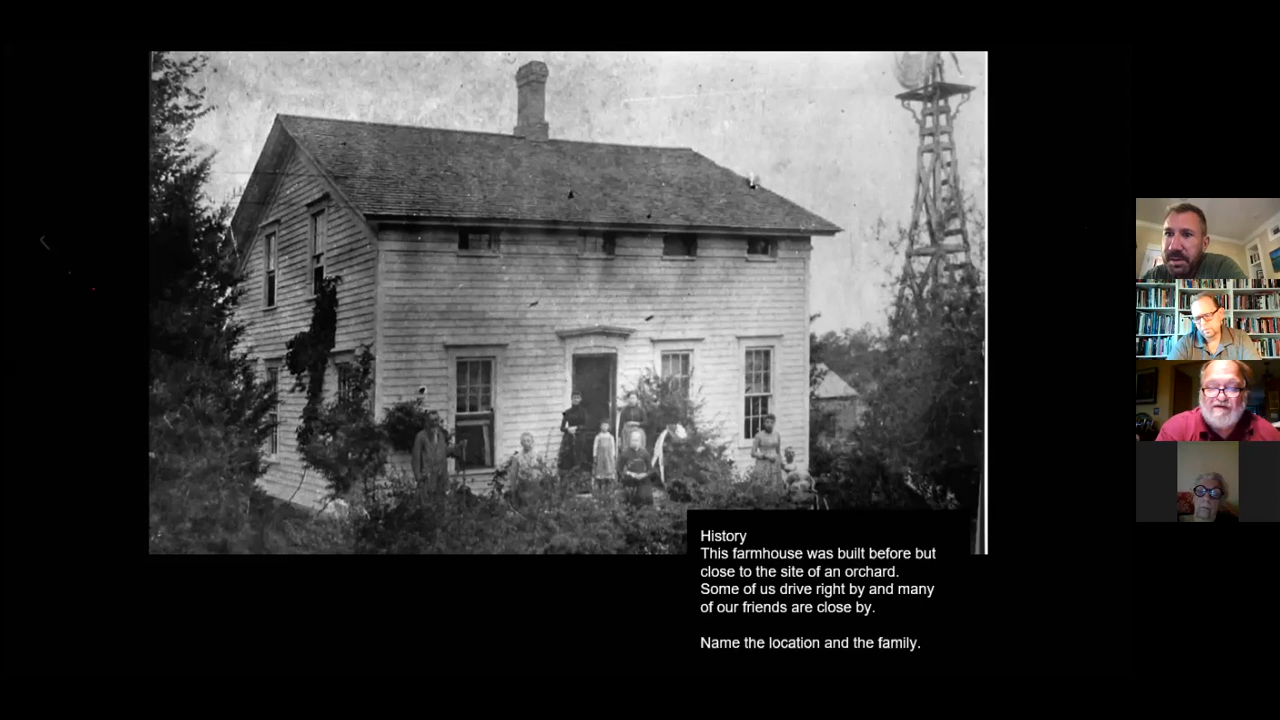 History
This farmhouse was built before but
close to the site of an orchard.
Some of us drive right by and many
of our friends are close by.
Name the location and the family.